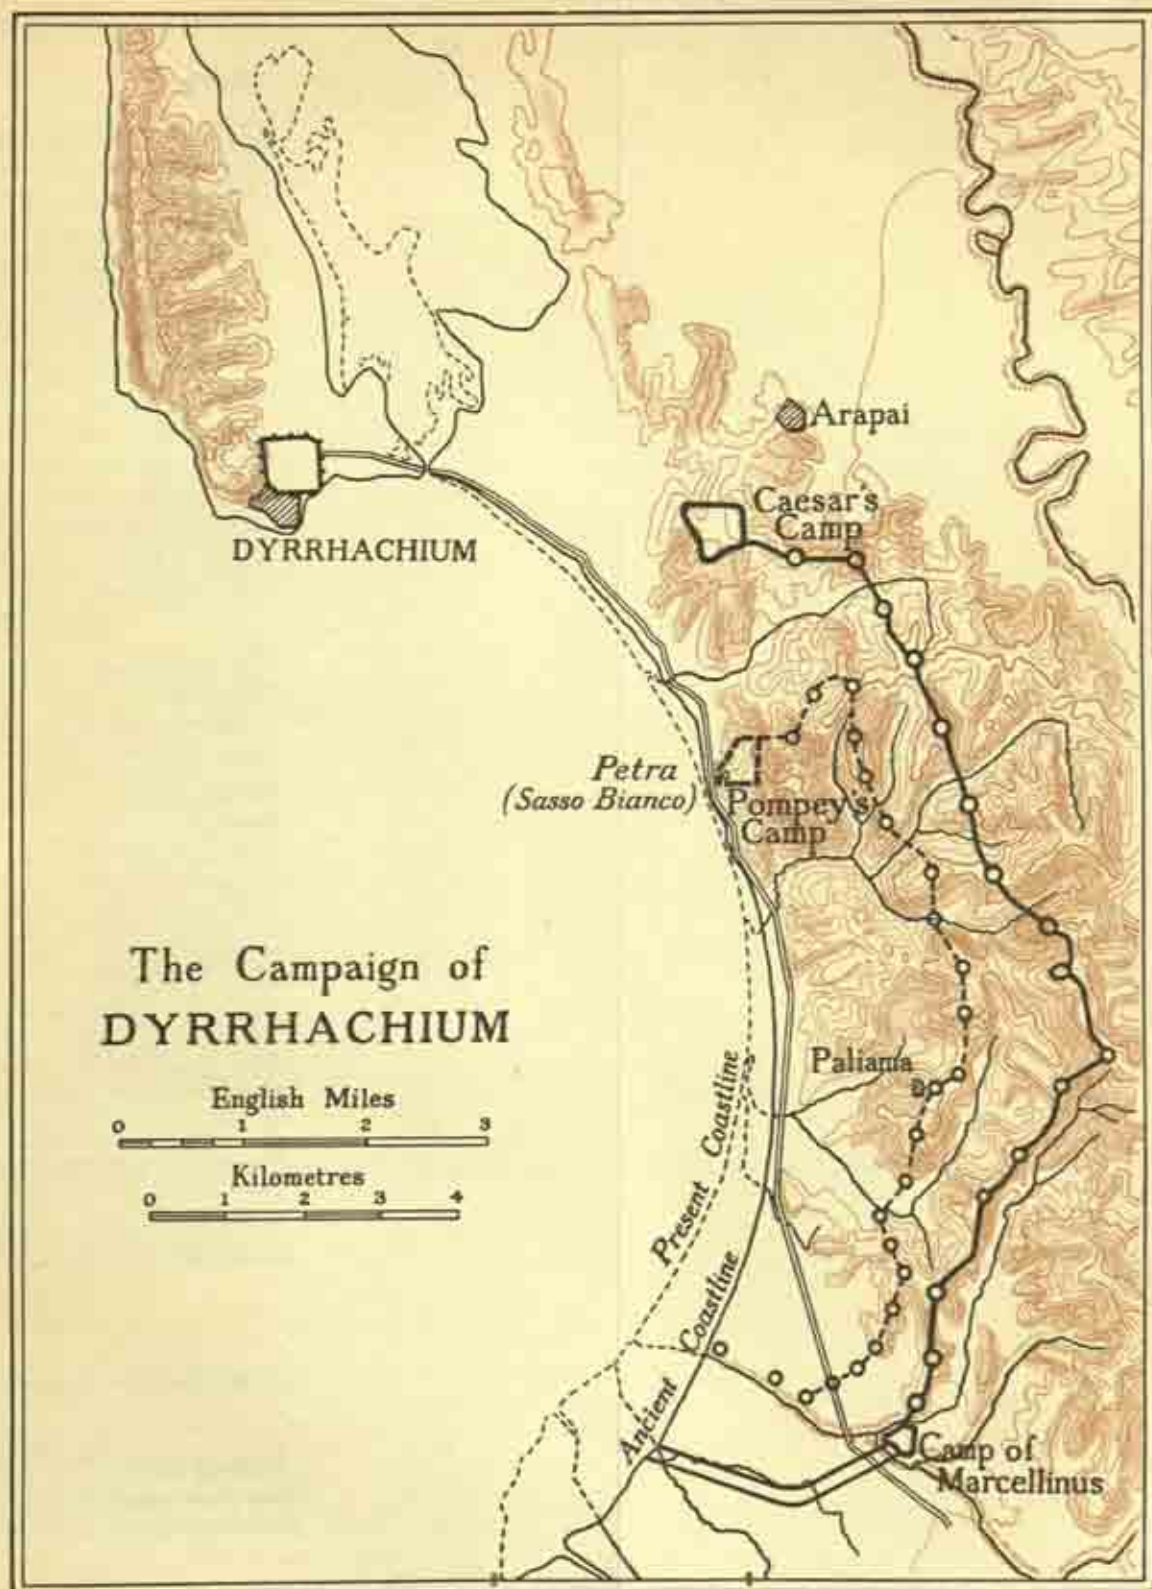 Arapai
Caesar's
Camp
DYRRHACHIUM
Petra
(Sasso Bianco)
Pompey's
Camp
The Campaign of
DYRRHACHIUM
English Miles
0 1 2 3
Kilometres
0 1 2 3 4
Paliama
Present Coastline
Ancient Coastline
Camp of
Marcellinus